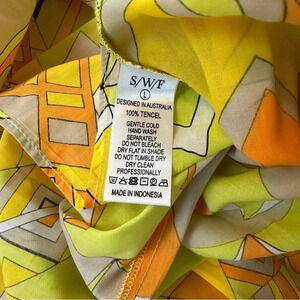 S/W/F
L
DESIGNED IN AUSTRALIA
100% TENCEL
GENTLE COLD
HAND WASH
SEPARATELY
DO NOT BLEACH
DRY FLAT IN SHADE
DO NOT TUMBLE DRY
DRY CLEAN
PROFESSIONALLY
MADE IN INDONESIA